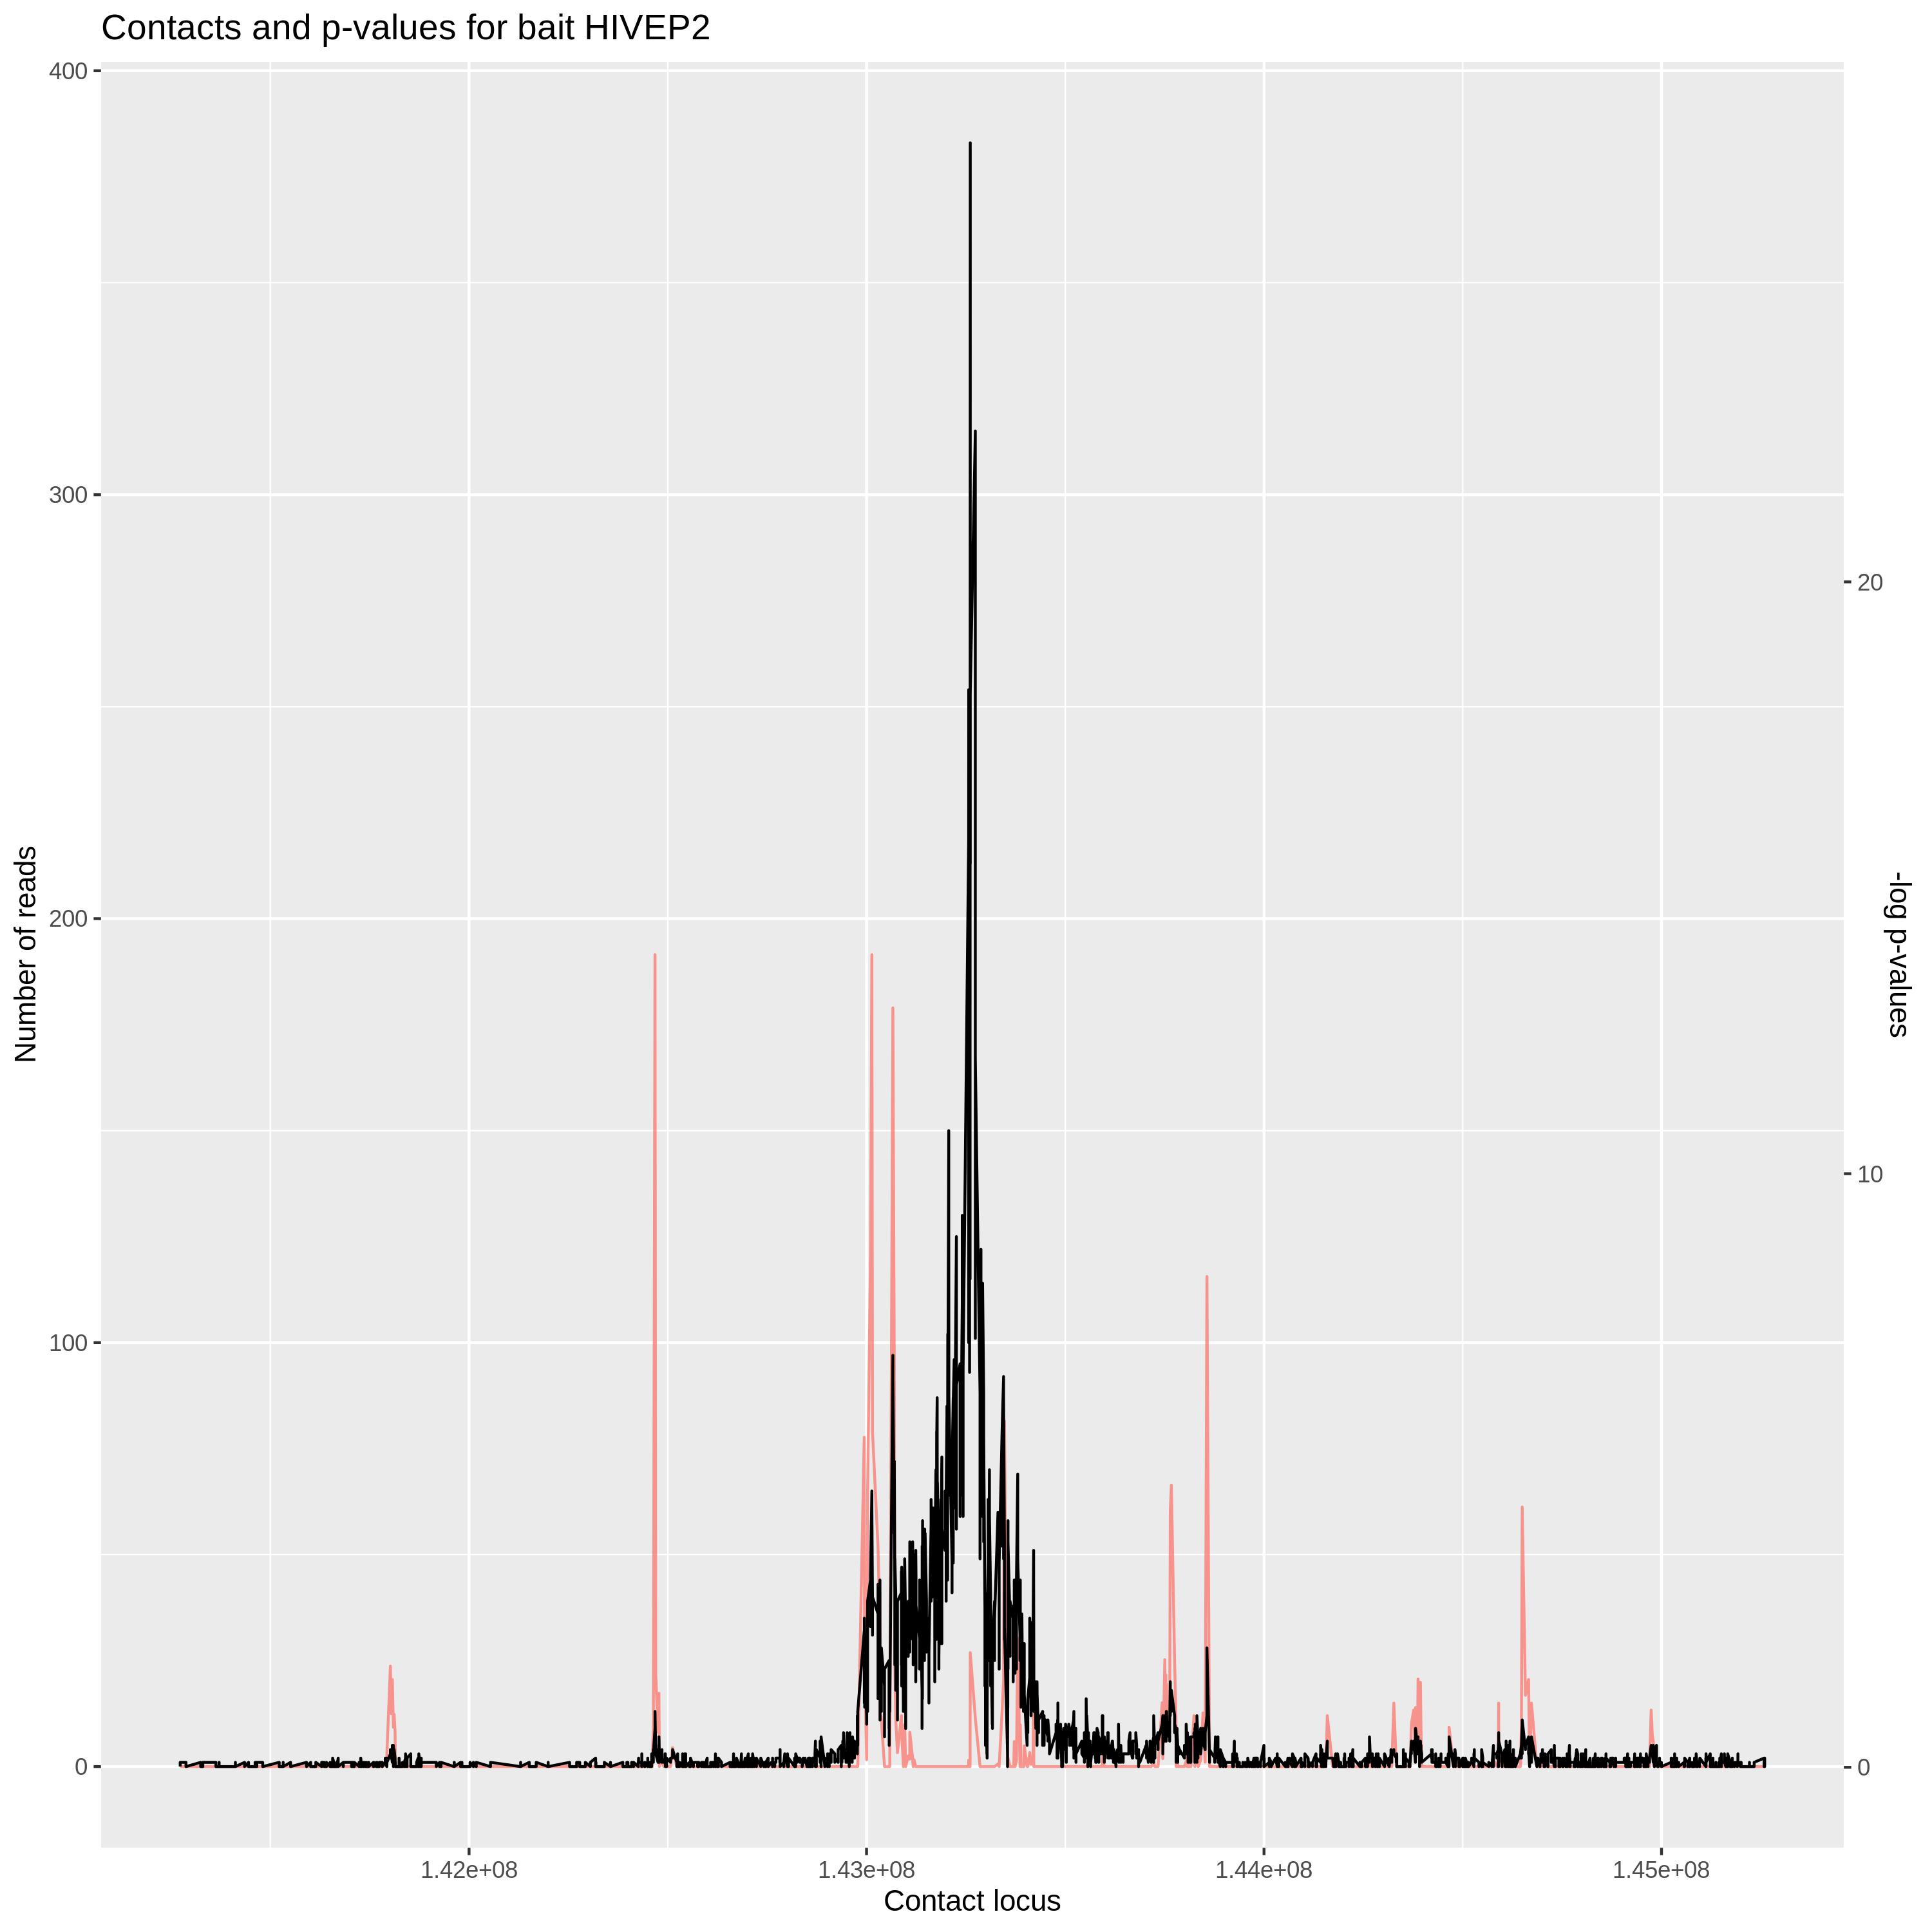 Contacts and p-values for bait HIVEP2
400
300
200
100
0
Number of reads
20
10
0
-log p-values
1.42e+08
1.43e+08
1.44e+08
1.45e+08
Contact locus